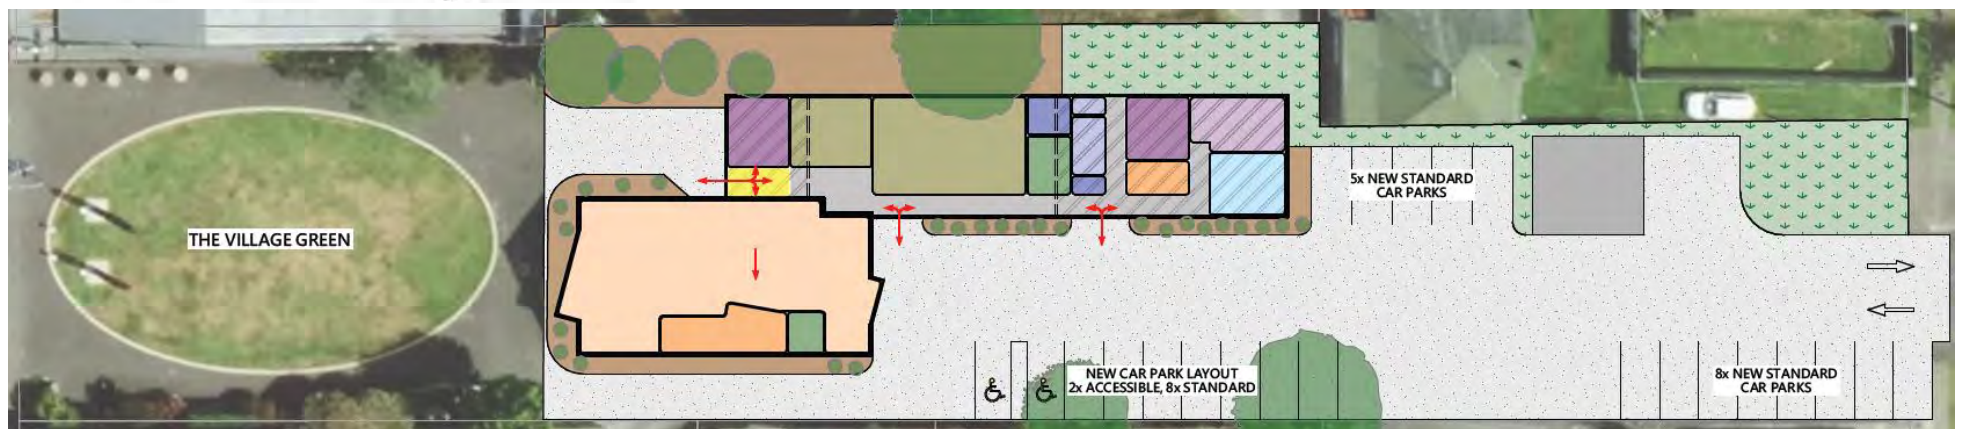 THE VILLAGE GREEN
5x NEW STANDARD
CAR PARKS
NEW CAR PARK LAYOUT
2x ACCESSIBLE, 8x STANDARD
8x NEW STANDARD
CAR PARKS